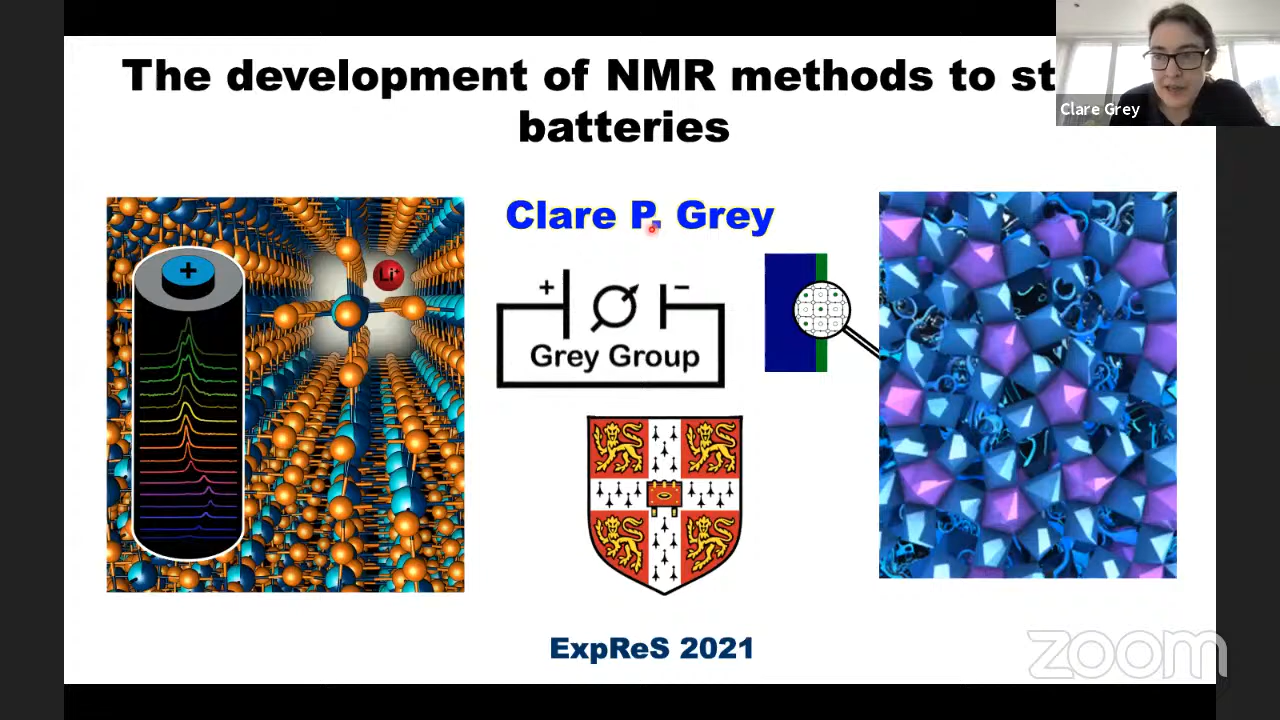 The development of NMR methods to st
batteries
Clare Grey
Clare P. Grey
Li+
+
+ −
Grey Group
ExpReS 2021
zoom